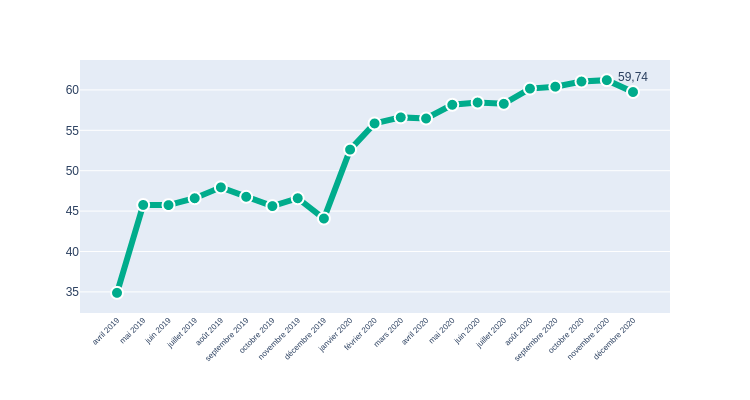 59,74
60
55
50
45
40
35
avril 2019
mai 2019
juin 2019
juillet 2019
août 2019
septembre 2019
octobre 2019
novembre 2019
décembre 2019
janvier 2020
février 2020
mars 2020
avril 2020
mai 2020
juin 2020
juillet 2020
août 2020
septembre 2020
octobre 2020
novembre 2020
décembre 2020